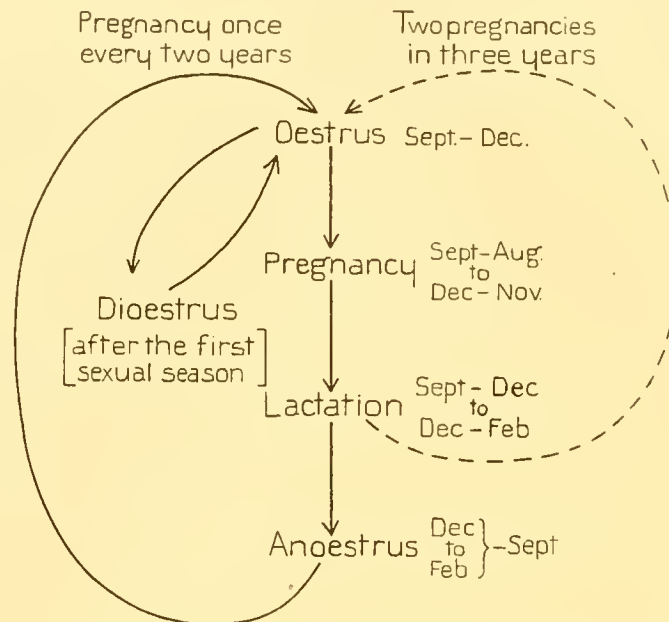 Pregnancy once
every two years
Two pregnancies
in three years
Oestrus Sept.- Dec.
Pregnancy Sept-Aug.
to
Dec-Nov.
Dioestrus
[after the first
sexual season]
Lactation Sept - Dec
to
Dec - Feb
Anoestrus Dec
to
Feb }-Sept